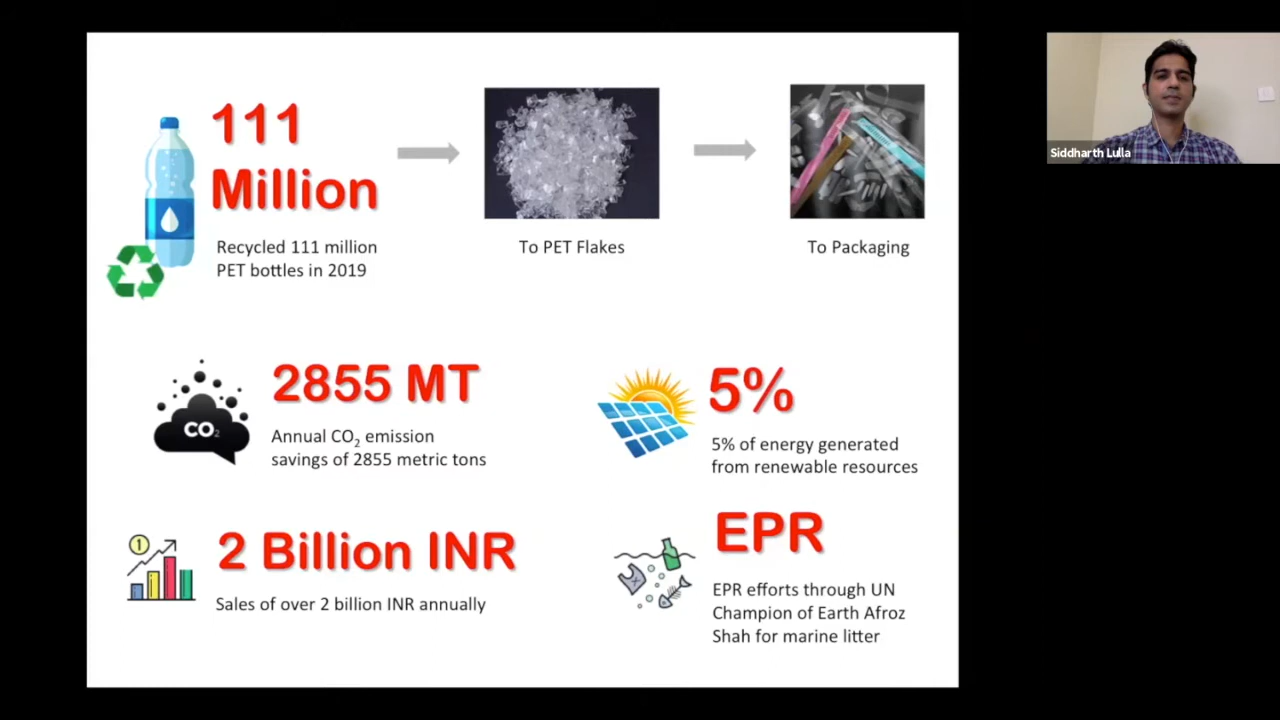 111
Million
Recycled 111 million
PET bottles in 2019
To PET Flakes
To Packaging
Siddharth Lulla
CO2
2855 MT
Annual CO2 emission
savings of 2855 metric tons
5%
5% of energy generated
from renewable resources
1
2 Billion INR
Sales of over 2 billion INR annually
EPR
EPR efforts through UN
Champion of Earth Afroz
Shah for marine litter